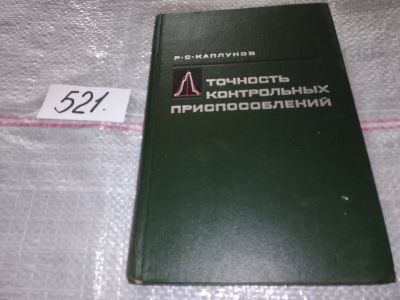 Р·С·КАПЛУНОВ
ТОЧНОСТЬ
КОНТРОЛЬНЫХ
ПРИСПОСОБЛЕНИЙ
521.